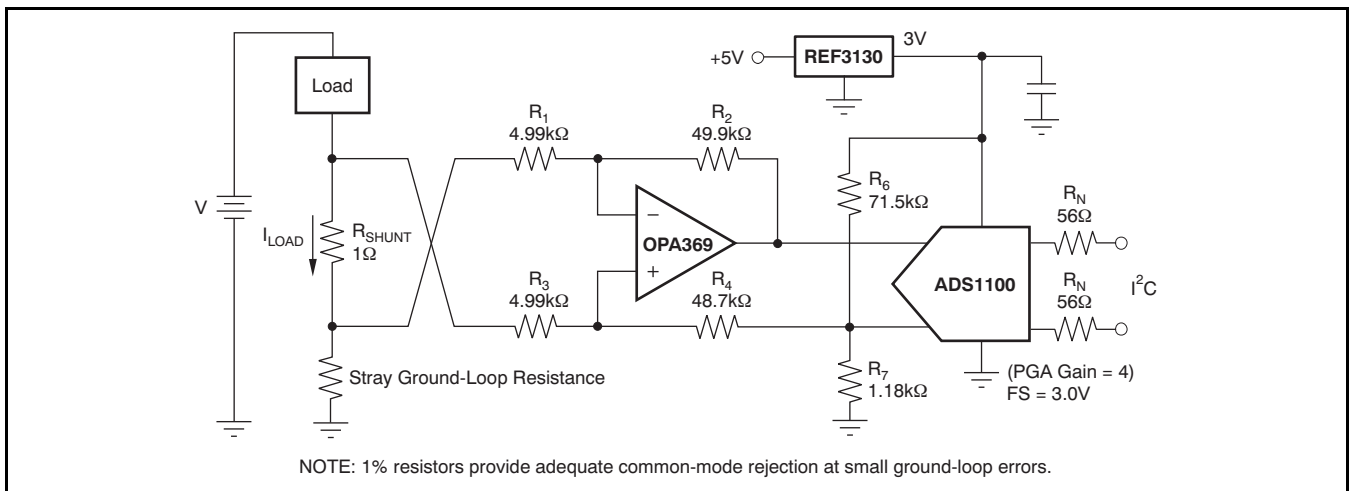 REF3130
3V
+5V
Load
R1
4.99kΩ
R2
49.9kΩ
R6
71.5kΩ
RN
56Ω
V
ILOAD
RSHUNT
1Ω
−
OPA369
+
ADS1100
RN
56Ω
I2C
R3
4.99kΩ
R4
48.7kΩ
Stray Ground-Loop Resistance
R7
1.18kΩ
(PGA Gain = 4)
FS = 3.0V
NOTE: 1% resistors provide adequate common-mode rejection at small ground-loop errors.